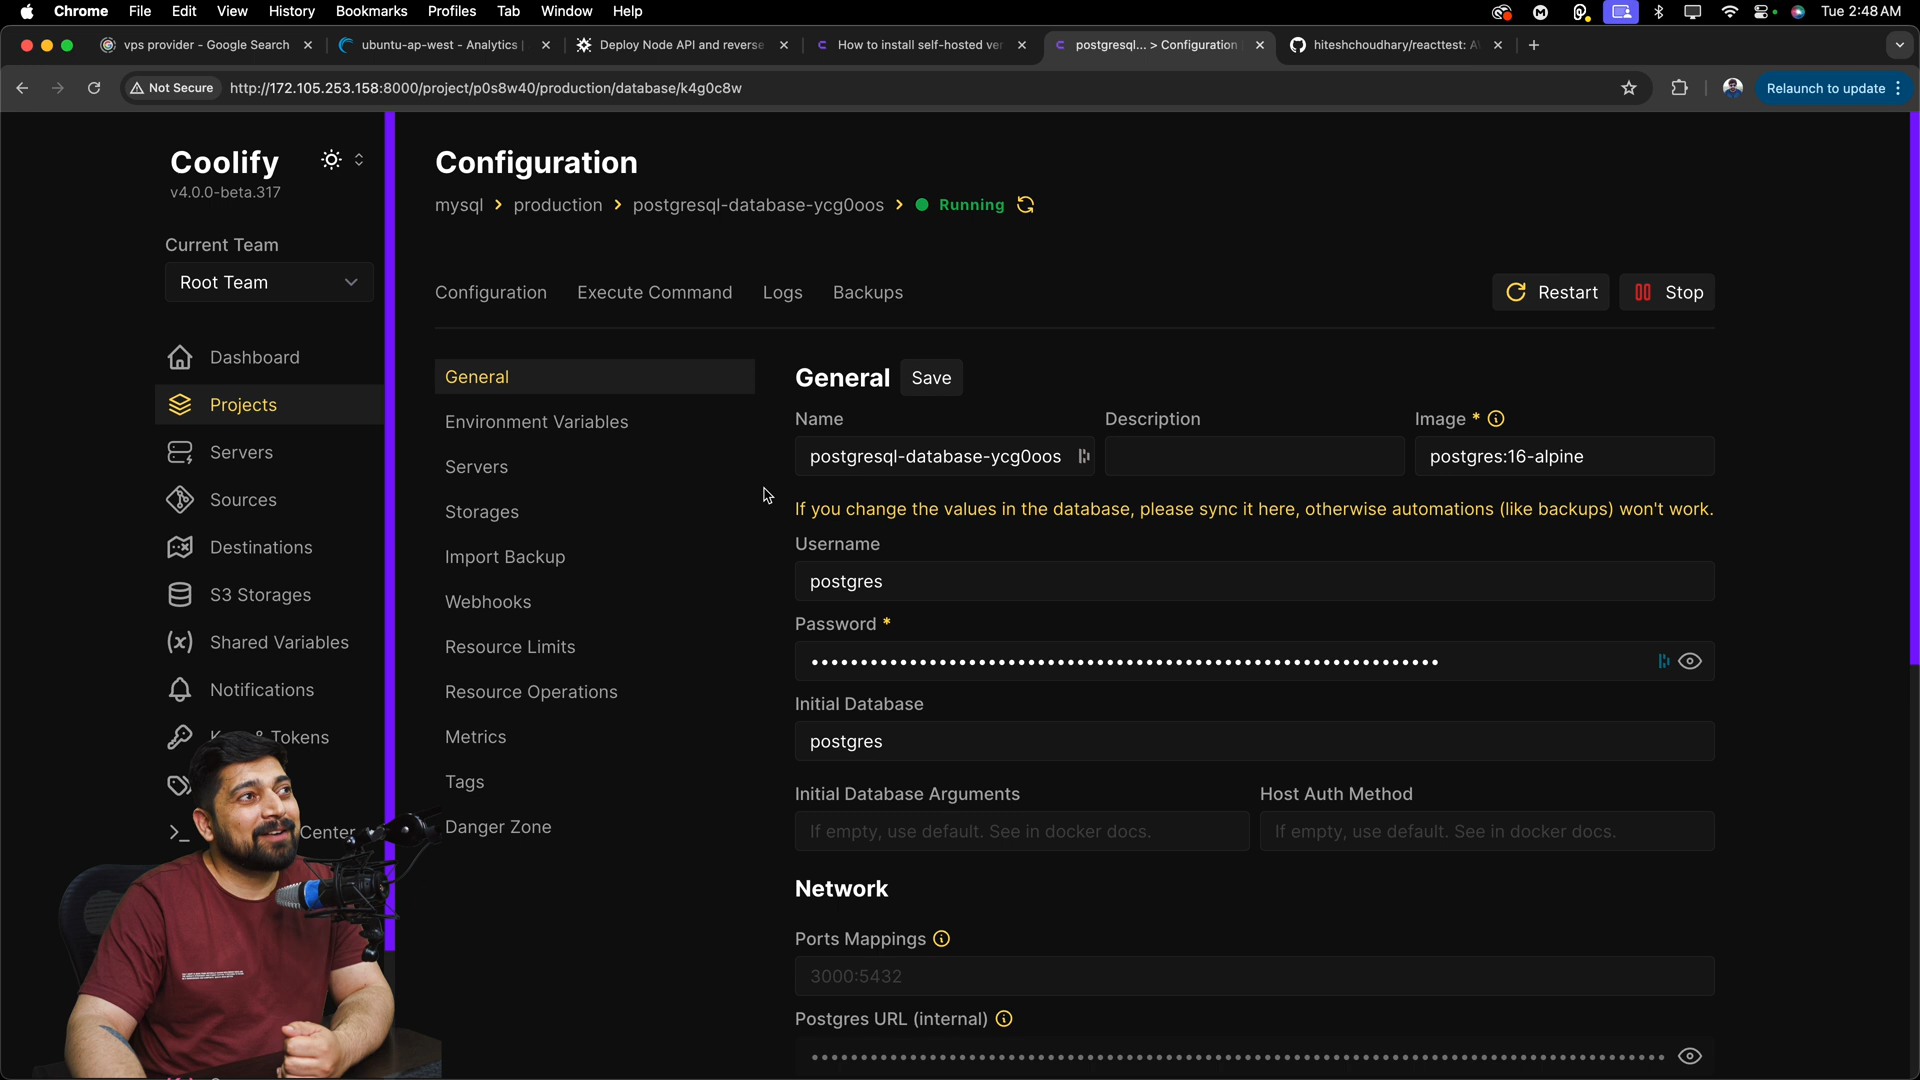 Chrome File Edit View History Bookmarks Profiles Tab Window Help
Tue 2:48 AM
vps provider - Google Search
ubuntu-ap-west - Analytics |
Deploy Node API and reverse
How to install self-hosted ver
postgresql... > Configuration
hiteshchoudhary/reacttest: A
Not Secure
http://172.105.253.158:8000/project/p0s8w40/production/database/k4g0c8w
Relaunch to update
Coolify
v4.0.0-beta.317
Current Team
Root Team
Dashboard
Projects
Servers
Sources
Destinations
S3 Storages
Shared Variables
Notifications
Tokens
Center
Configuration
mysql > production > postgresql-database-ycg0oos > Running
Configuration Execute Command Logs Backups
Restart
Stop
General
Environment Variables
Servers
Storages
Import Backup
Webhooks
Resource Limits
Resource Operations
Metrics
Tags
Danger Zone
General
Save
Name
postgresql-database-ycg0oos
Description
Image *
postgres:16-alpine
If you change the values in the database, please sync it here, otherwise automations (like backups) won't work.
Username
postgres
Password *
Initial Database
postgres
Initial Database Arguments
If empty, use default. See in docker docs.
Host Auth Method
If empty, use default. See in docker docs.
Network
Ports Mappings
3000:5432
Postgres URL (internal)